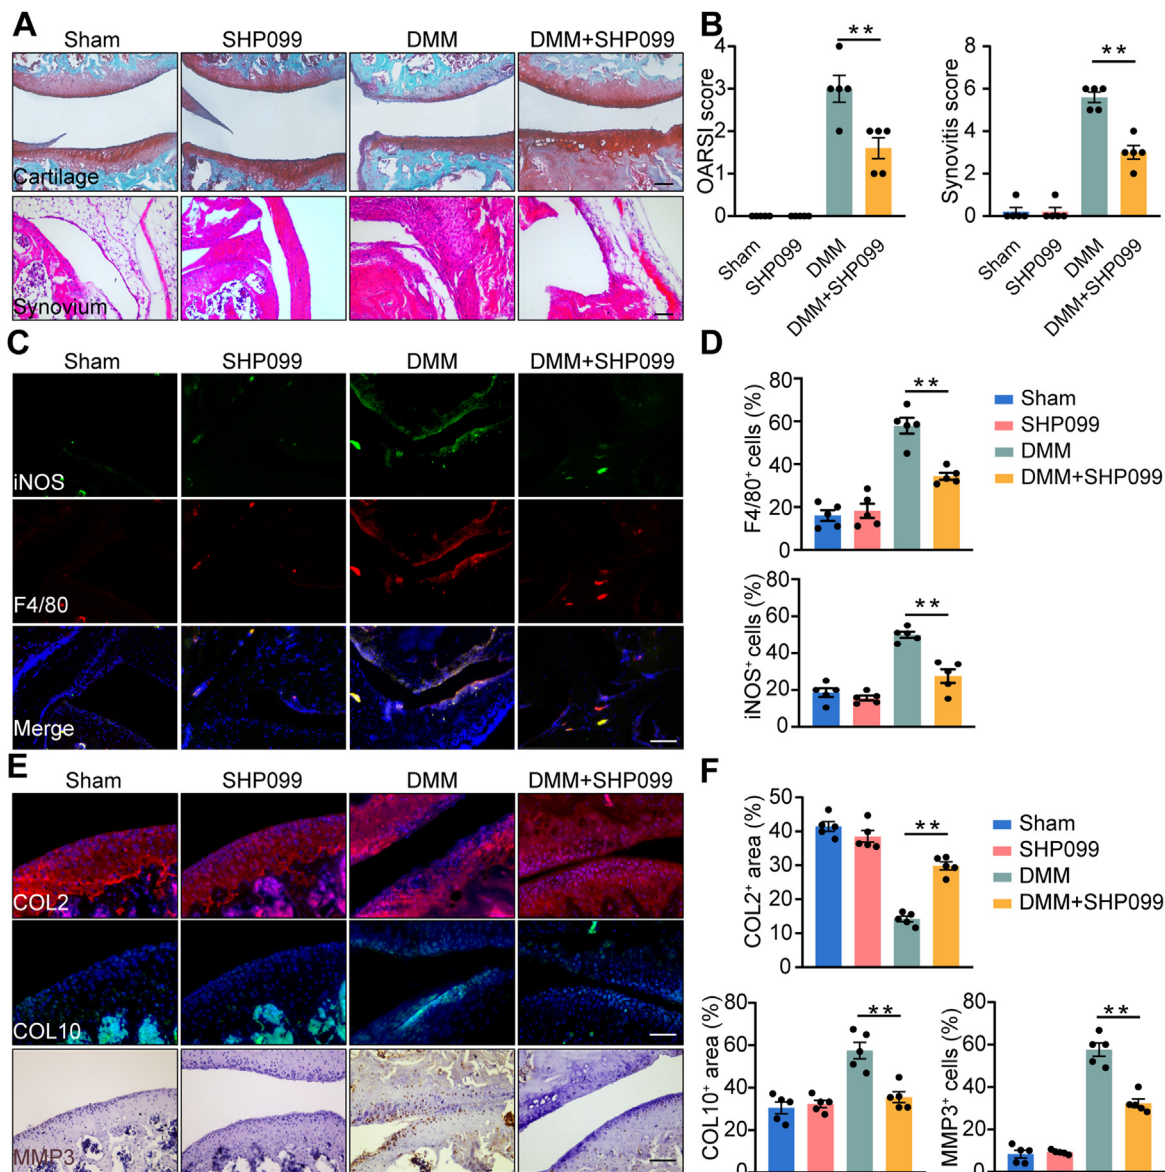 A
Sham SHP099 DMM DMM+SHP099
Cartilage
Synovium
B
**
OARSI score
4
3
2
1
0
Sham
SHP099
DMM
DMM+SHP099
**
Synovitis score
8
6
4
2
0
Sham
SHP099
DMM
DMM+SHP099
C
Sham SHP099 DMM DMM+SHP099
iNOS
F4/80
Merge
D
**
F4/80+ cells (%)
80
60
40
20
0
Sham
SHP099
DMM
DMM+SHP099
**
iNOS+ cells (%)
80
60
40
20
0
E
Sham SHP099 DMM DMM+SHP099
COL2
COL10
MMP3
F
**
COL2+ area (%)
50
40
30
20
10
0
Sham
SHP099
DMM
DMM+SHP099
**
COL10+ area (%)
80
60
40
20
0
**
MMP3+ cells (%)
80
60
40
20
0